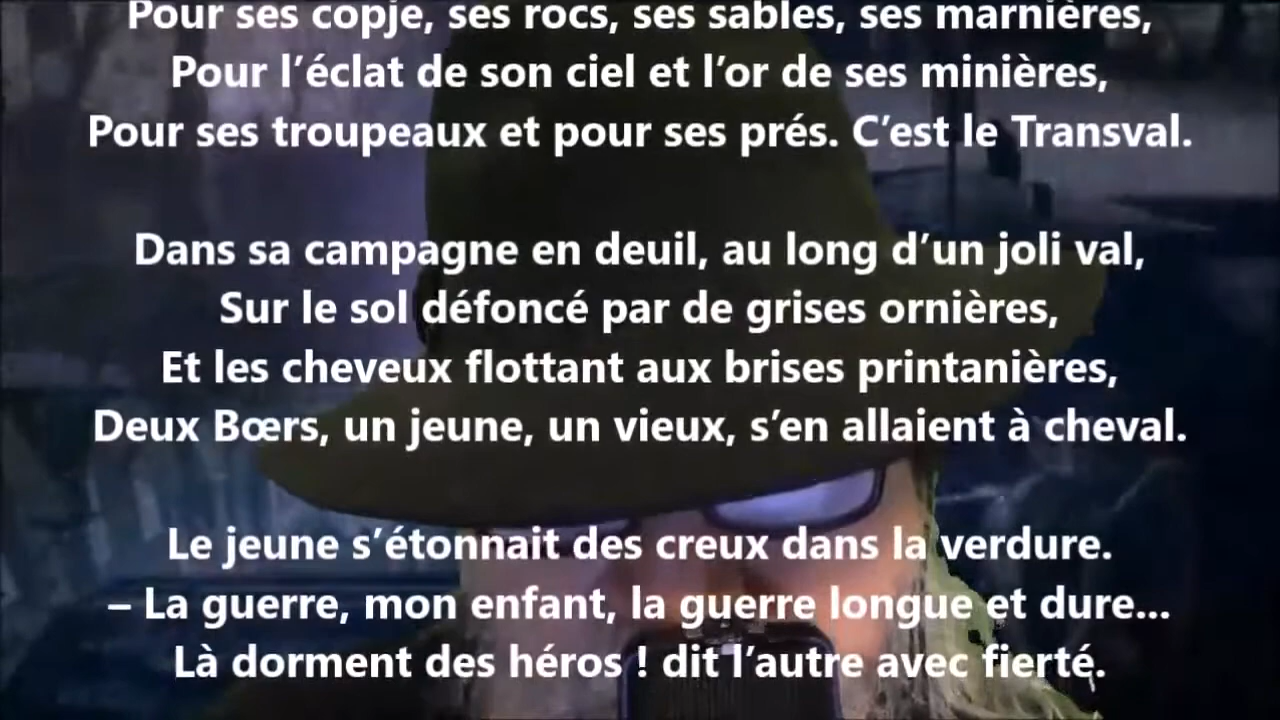 Pour ses copje, ses rocs, ses sables, ses marnières,
Pour l’éclat de son ciel et l’or de ses minières,
Pour ses troupeaux et pour ses prés. C’est le Transval.
Dans sa campagne en deuil, au long d’un joli val,
Sur le sol défoncé par de grises ornières,
Et les cheveux flottant aux brises printanières,
Deux Bœrs, un jeune, un vieux, s’en allaient à cheval.
Le jeune s’étonnait des creux dans la verdure.
– La guerre, mon enfant, la guerre longue et dure...
Là dorment des héros ! dit l’autre avec fierté.